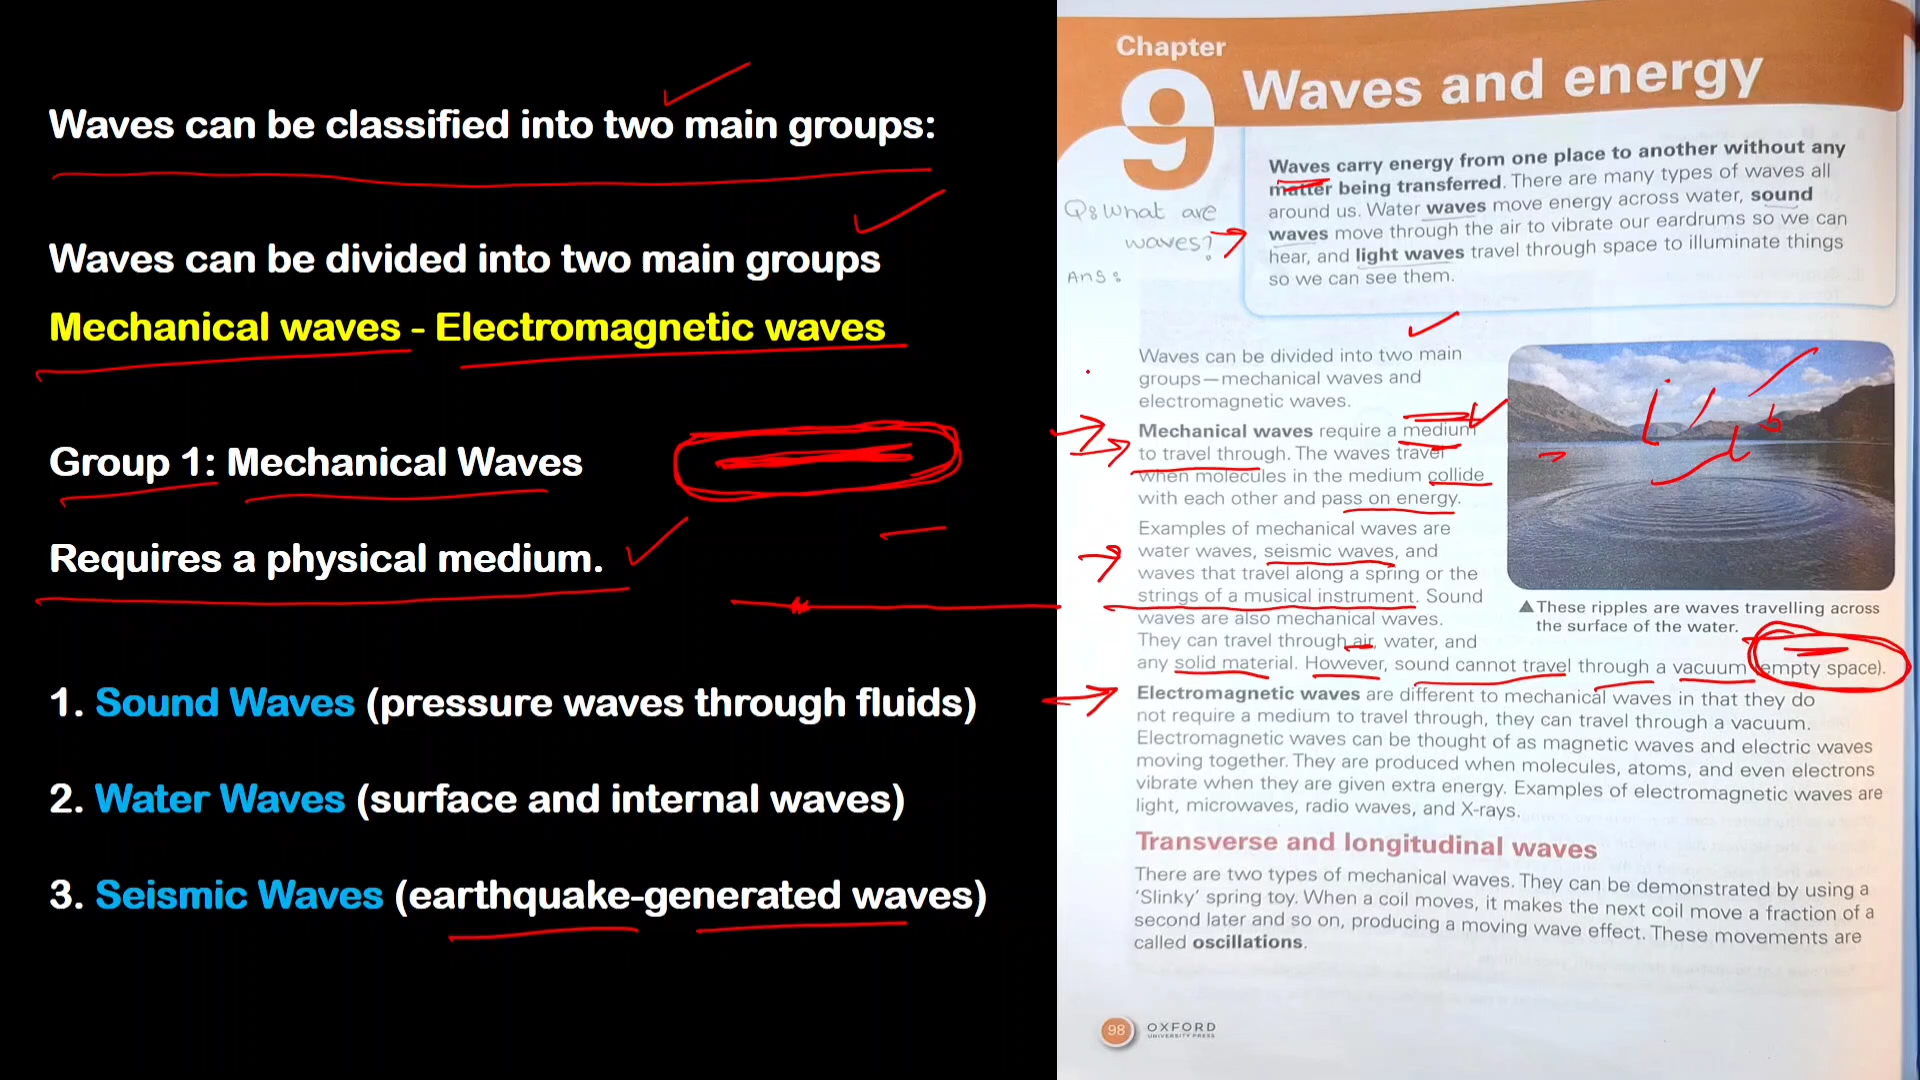 Waves can be classified into two main groups:
Waves can be divided into two main groups
Mechanical waves - Electromagnetic waves
Group 1: Mechanical Waves
Requires a physical medium.
1. Sound Waves (pressure waves through fluids)
2. Water Waves (surface and internal waves)
3. Seismic Waves (earthquake-generated waves)
Chapter
9 Waves and energy
Waves carry energy from one place to another without any
matter being transferred. There are many types of waves all
around us. Water waves move energy across water, sound
waves move through the air to vibrate our eardrums so we can
hear, and light waves travel through space to illuminate things
so we can see them.
Q: What are
waves?
Ans:
Waves can be divided into two main
groups—mechanical waves and
electromagnetic waves.
Mechanical waves require a medium
to travel through. The waves travel
when molecules in the medium collide
with each other and pass on energy.
Examples of mechanical waves are
water waves, seismic waves, and
waves that travel along a spring or the
strings of a musical instrument. Sound
waves are also mechanical waves.
They can travel through air, water, and
any solid material. However, sound cannot travel through a vacuum (empty space).
▲These ripples are waves travelling across
the surface of the water.
Electromagnetic waves are different to mechanical waves in that they do
not require a medium to travel through, they can travel through a vacuum.
Electromagnetic waves can be thought of as magnetic waves and electric waves
moving together. They are produced when molecules, atoms, and even electrons
vibrate when they are given extra energy. Examples of electromagnetic waves are
light, microwaves, radio waves, and X-rays.
Transverse and longitudinal waves
There are two types of mechanical waves. They can be demonstrated by using a
'Slinky' spring toy. When a coil moves, it makes the next coil move a fraction of a
second later and so on, producing a moving wave effect. These movements are
called oscillations.
98 OXFORD
UNIVERSITY PRESS